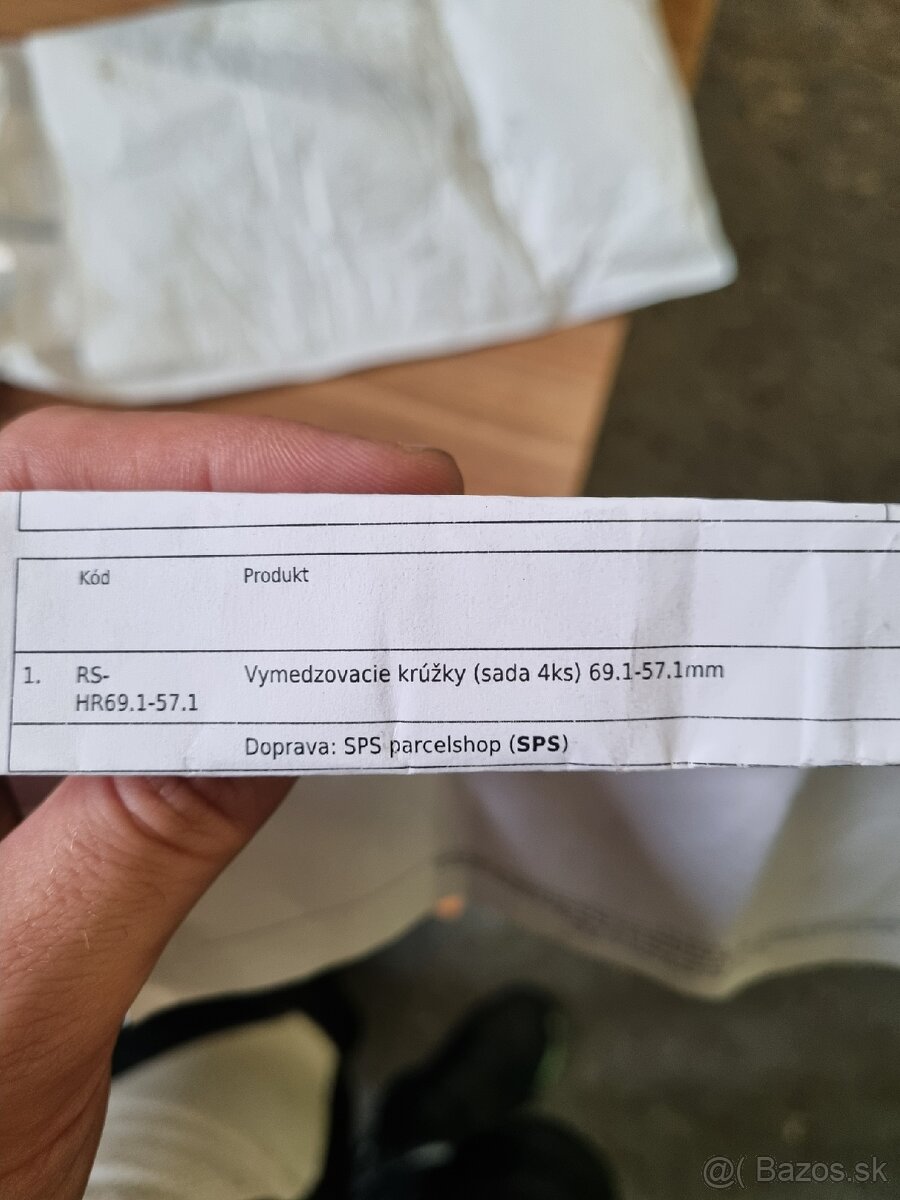 Kód Produkt
1. RS- Vymedzovacie krúžky (sada 4ks) 69.1-57.1mm
HR69.1-57.1
Doprava: SPS parcelshop (SPS)
@( Bazos.sk